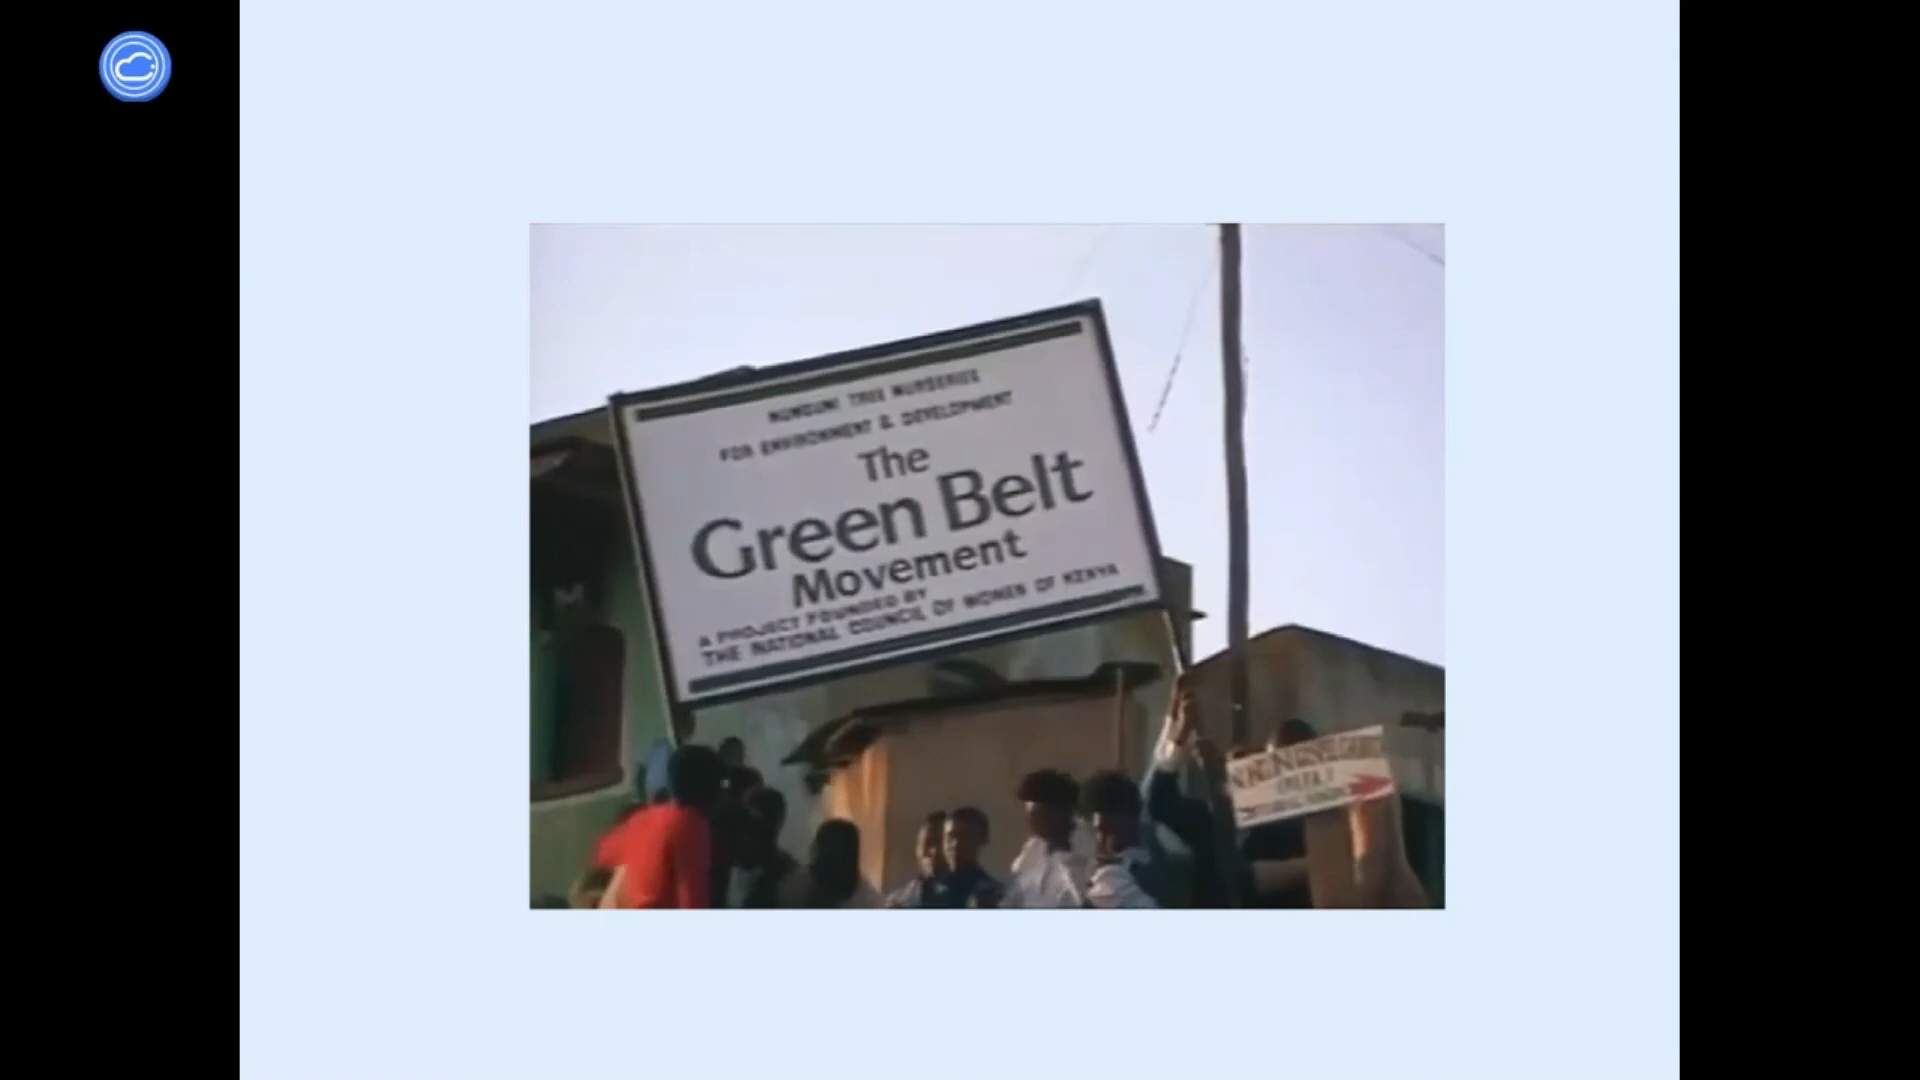 TREE NURSERIES
FOR ENVIRONMENT & DEVELOPMENT
The
Green Belt
Movement
A PROJECT FOUNDED BY
THE NATIONAL COUNCIL OF WOMEN OF KENYA